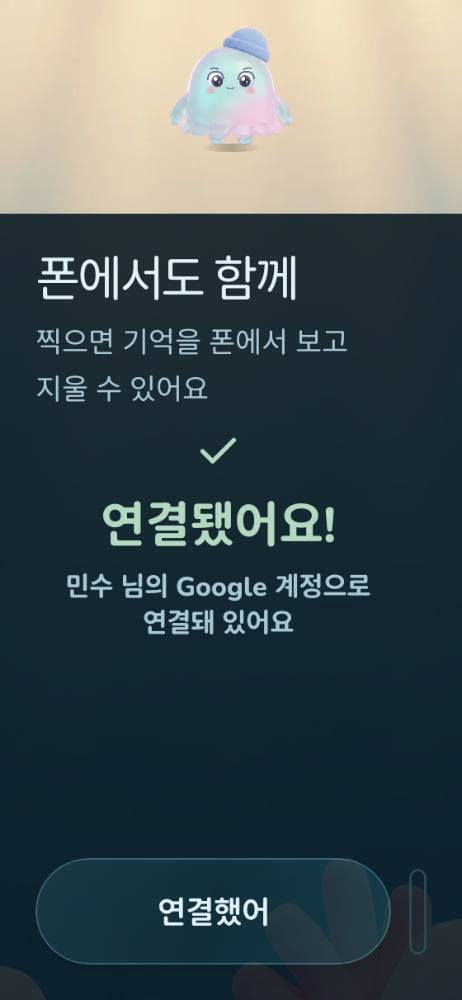 폰에서도 함께
찍으면 기억을 폰에서 보고
지울 수 있어요
연결됐어요!
민수 님의 Google 계정으로
연결돼 있어요
연결했어